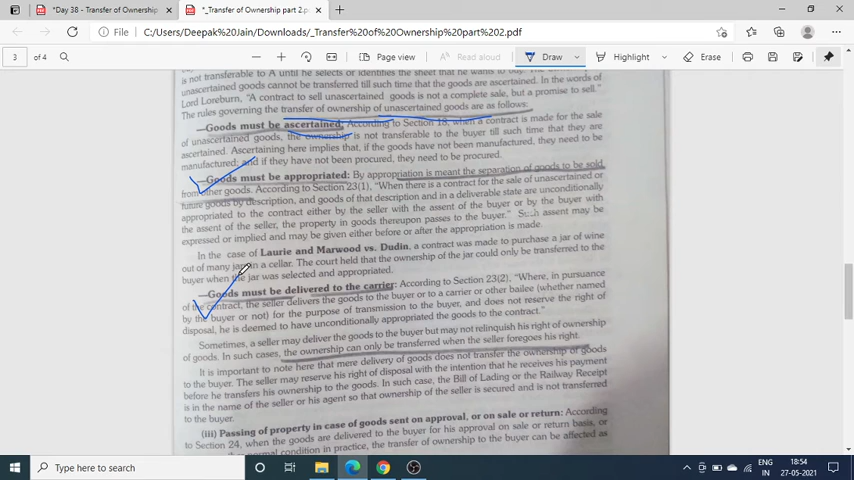 *Day 38 - Transfer of Ownership
*_Transfer of Ownership part 2.p
File
C:/Users/Deepak%20Jain/Downloads/_Transfer%20of%20Ownership%20part%202.pdf
3 of 4
Page view
Read aloud
Draw
Highlight
Erase
is not transferable to A until he selects or identifies the sheet that he wants to buy.
unascertained goods cannot be transferred till such time that the goods are ascertained. In the words of
Lord Loreburn, "A contract to sell unascertained goods is not a complete sale, but a promise to sell."
The rules governing the transfer of ownership of unascertained goods are as follows:
—Goods must be ascertained: According to Section 18, when a contract is made for the sale
of unascertained goods, the ownership is not transferable to the buyer till such time that they are
ascertained. Ascertaining here implies that, if the goods have not been manufactured, they need to be
manufactured; and if they have not been procured, they need to be procured.
—Goods must be appropriated: By appropriation is meant the separation of goods to be sold
from other goods. According to Section 23(1), "When there is a contract for the sale of unascertained or
future goods by description, and goods of that description and in a deliverable state are unconditionally
appropriated to the contract either by the seller with the assent of the buyer or by the buyer with
the assent of the seller, the property in goods thereupon passes to the buyer." Such assent may be
expressed or implied and may be given either before or after the appropriation is made.
In the case of Laurie and Marwood vs. Dudin, a contract was made to purchase a jar of wine
out of many jars in a cellar. The court held that the ownership of the jar could only be transferred to the
buyer when the jar was selected and appropriated.
—Goods must be delivered to the carrier: According to Section 23(2), "Where, in pursuance
of the contract, the seller delivers the goods to the buyer or to a carrier or other bailee (whether named
by the buyer or not) for the purpose of transmission to the buyer, and does not reserve the right of
disposal, he is deemed to have unconditionally appropriated the goods to the contract."
Sometimes, a seller may deliver the goods to the buyer but may not relinquish his right of ownership
of goods. In such cases, the ownership can only be transferred when the seller foregoes his right.
It is important to note here that mere delivery of goods does not transfer the ownership of goods
to the buyer. The seller may reserve his right of disposal with the intention that he receives his payment
before he transfers his ownership to the goods. In such case, the Bill of Lading or the Railway Receipt
is in the name of the seller or his agent so that ownership of the seller is secured and is not transferred
to the buyer.
(iii) Passing of property in case of goods sent on approval, or on sale or return: According
to Section 24, when the goods are delivered to the buyer for his approval on sale or return basis, or
normal condition in practice, the transfer of ownership to the buyer can be affected as
Type here to search
ENG
IN
18:54
27-05-2021